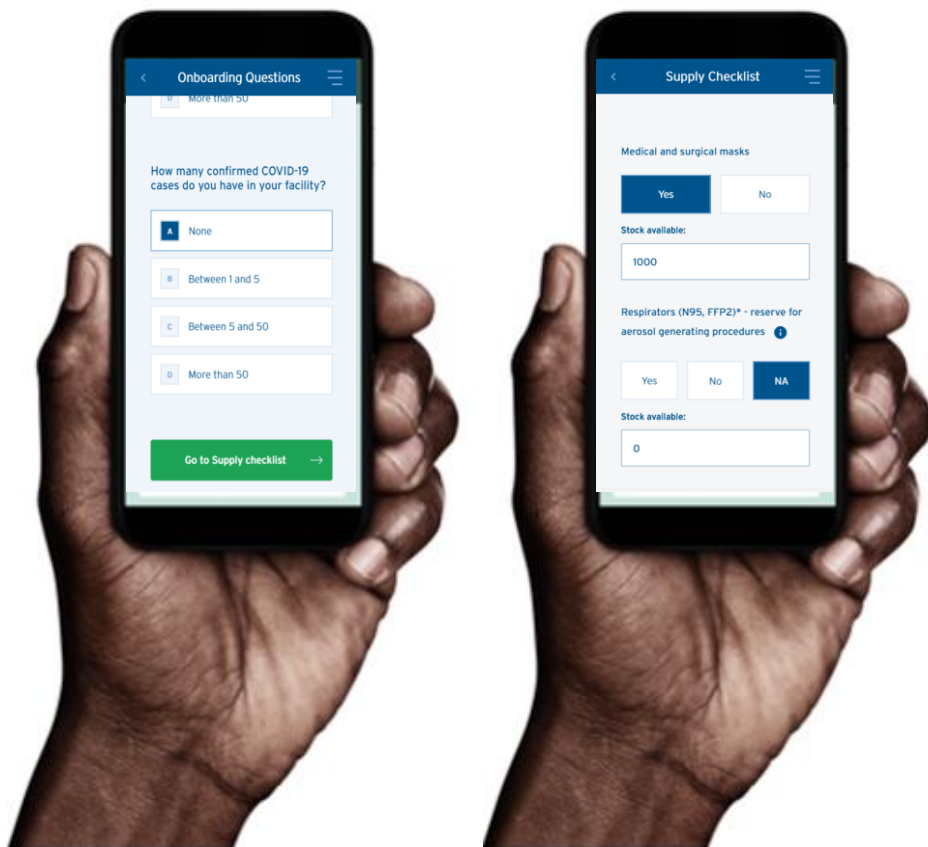 Onboarding Questions
D More than 50
How many confirmed COVID-19
cases do you have in your facility?
A None
B Between 1 and 5
C Between 5 and 50
D More than 50
Go to Supply checklist
Supply Checklist
Medical and surgical masks
Yes No
Stock available:
1000
Respirators (N95, FFP2)* - reserve for
aerosol generating procedures i
Yes No NA
Stock available:
0